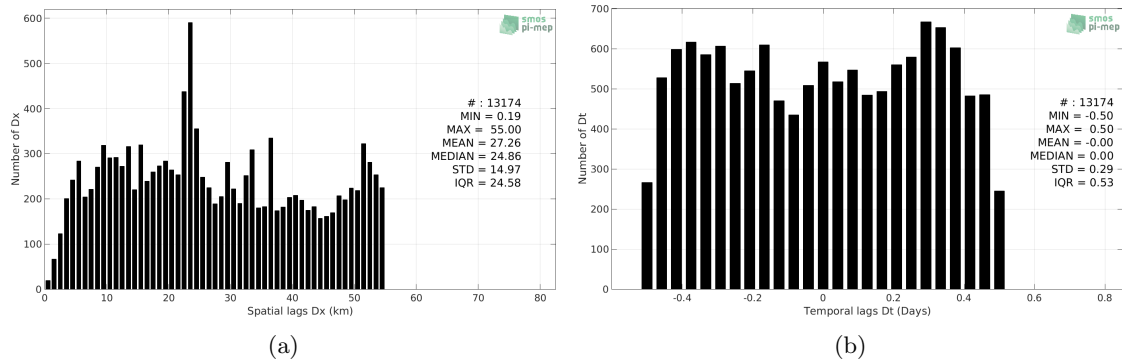 600
500
400
300
200
100
0
Number of Dx
smos
pi-mep
# : 13174
MIN = 0.19
MAX = 55.00
MEAN = 27.26
MEDIAN = 24.86
STD = 14.97
IQR = 24.58
0 10 20 30 40 50 60 70 80
Spatial lags Dx (km)
(a)
700
600
500
400
300
200
100
0
Number of Dt
smos
pi-mep
# : 13174
MIN = -0.50
MAX = 0.50
MEAN = -0.00
MEDIAN = 0.00
STD = 0.29
IQR = 0.53
-0.4 -0.2 0 0.2 0.4 0.6 0.8
Temporal lags Dt (Days)
(b)